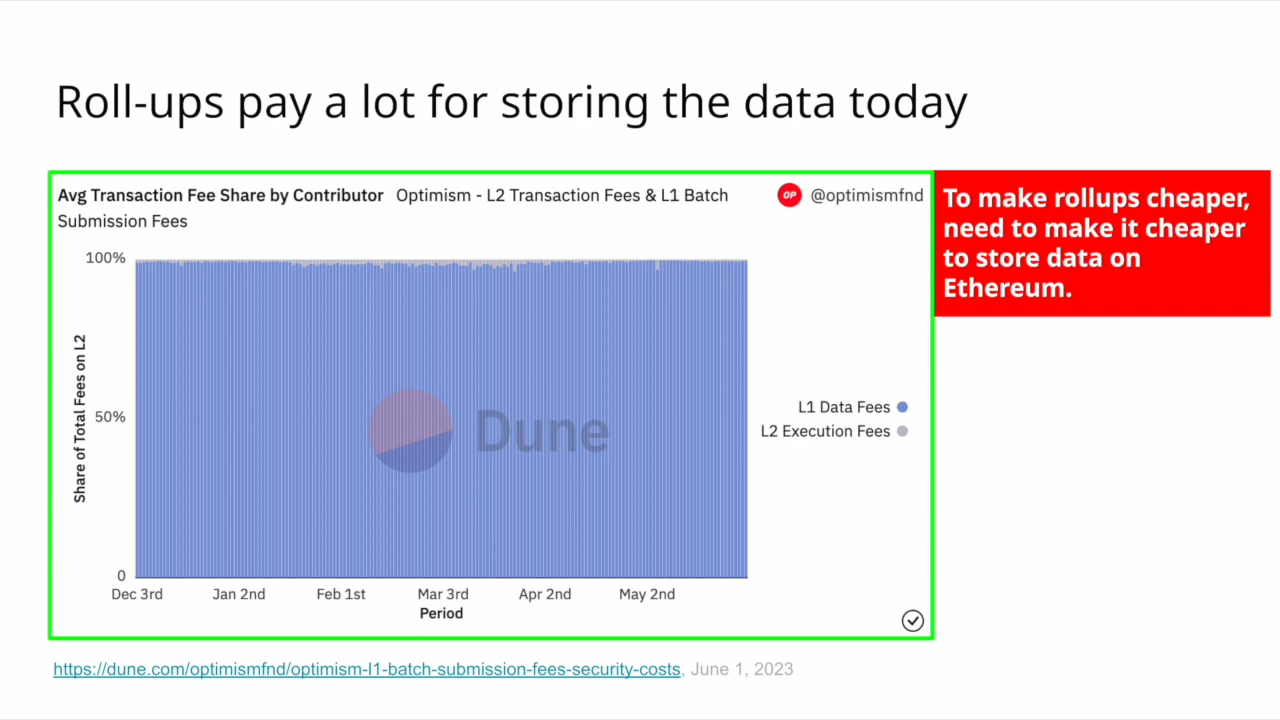 Roll-ups pay a lot for storing the data today
Avg Transaction Fee Share by Contributor Optimism - L2 Transaction Fees & L1 Batch
Submission Fees
OP @optimismfnd
To make rollups cheaper,
need to make it cheaper
to store data on
Ethereum.
100%
50%
0
Share of Total Fees on L2
Dune
L1 Data Fees
L2 Execution Fees
Dec 3rd Jan 2nd Feb 1st Mar 3rd Apr 2nd May 2nd
Period
https://dune.com/optimismfnd/optimism-l1-batch-submission-fees-security-costs, June 1, 2023